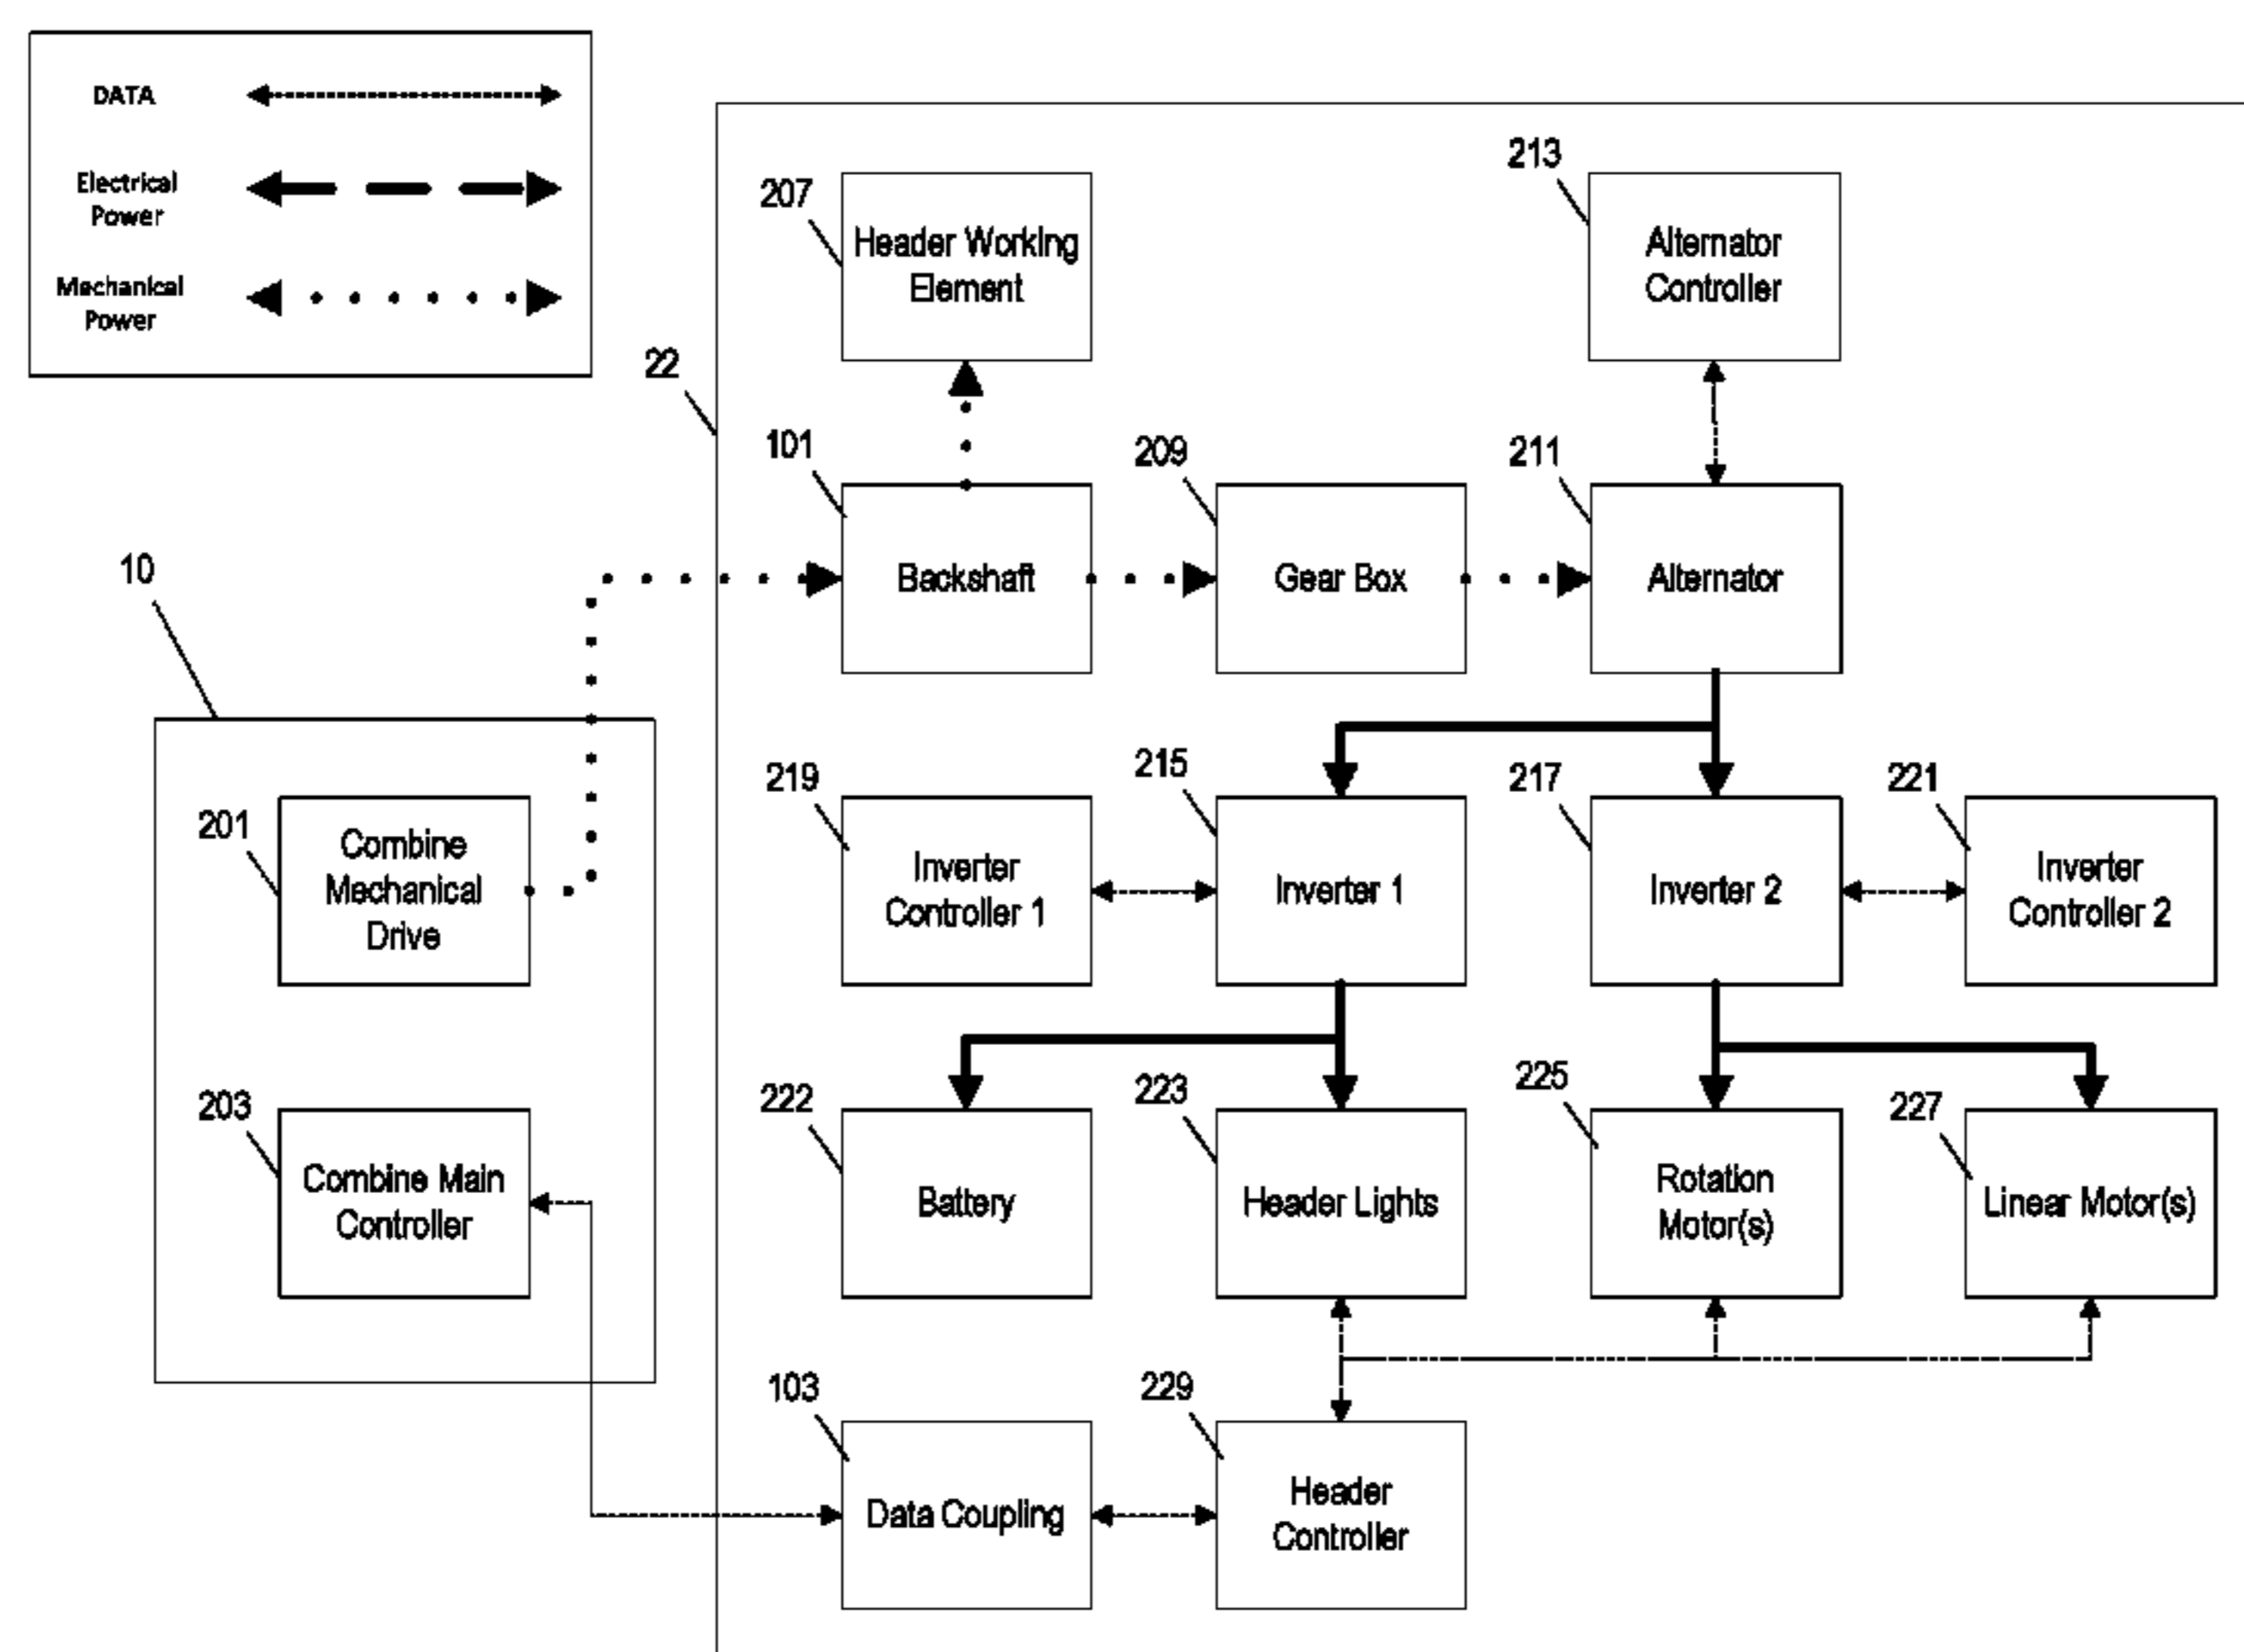 DATA
Electrical
Power
Mechanical
Power
22
207
Header Working
Element
213
Alternator
Controller
101
Backshaft
209
Gear Box
211
Alternator
10
201
Combine
Mechanical
Drive
219
Inverter
Controller 1
215
Inverter 1
217
Inverter 2
221
Inverter
Controller 2
203
Combine Main
Controller
222
Battery
223
Header Lights
225
Rotation
Motor(s)
227
Linear Motor(s)
103
Data Coupling
229
Header
Controller